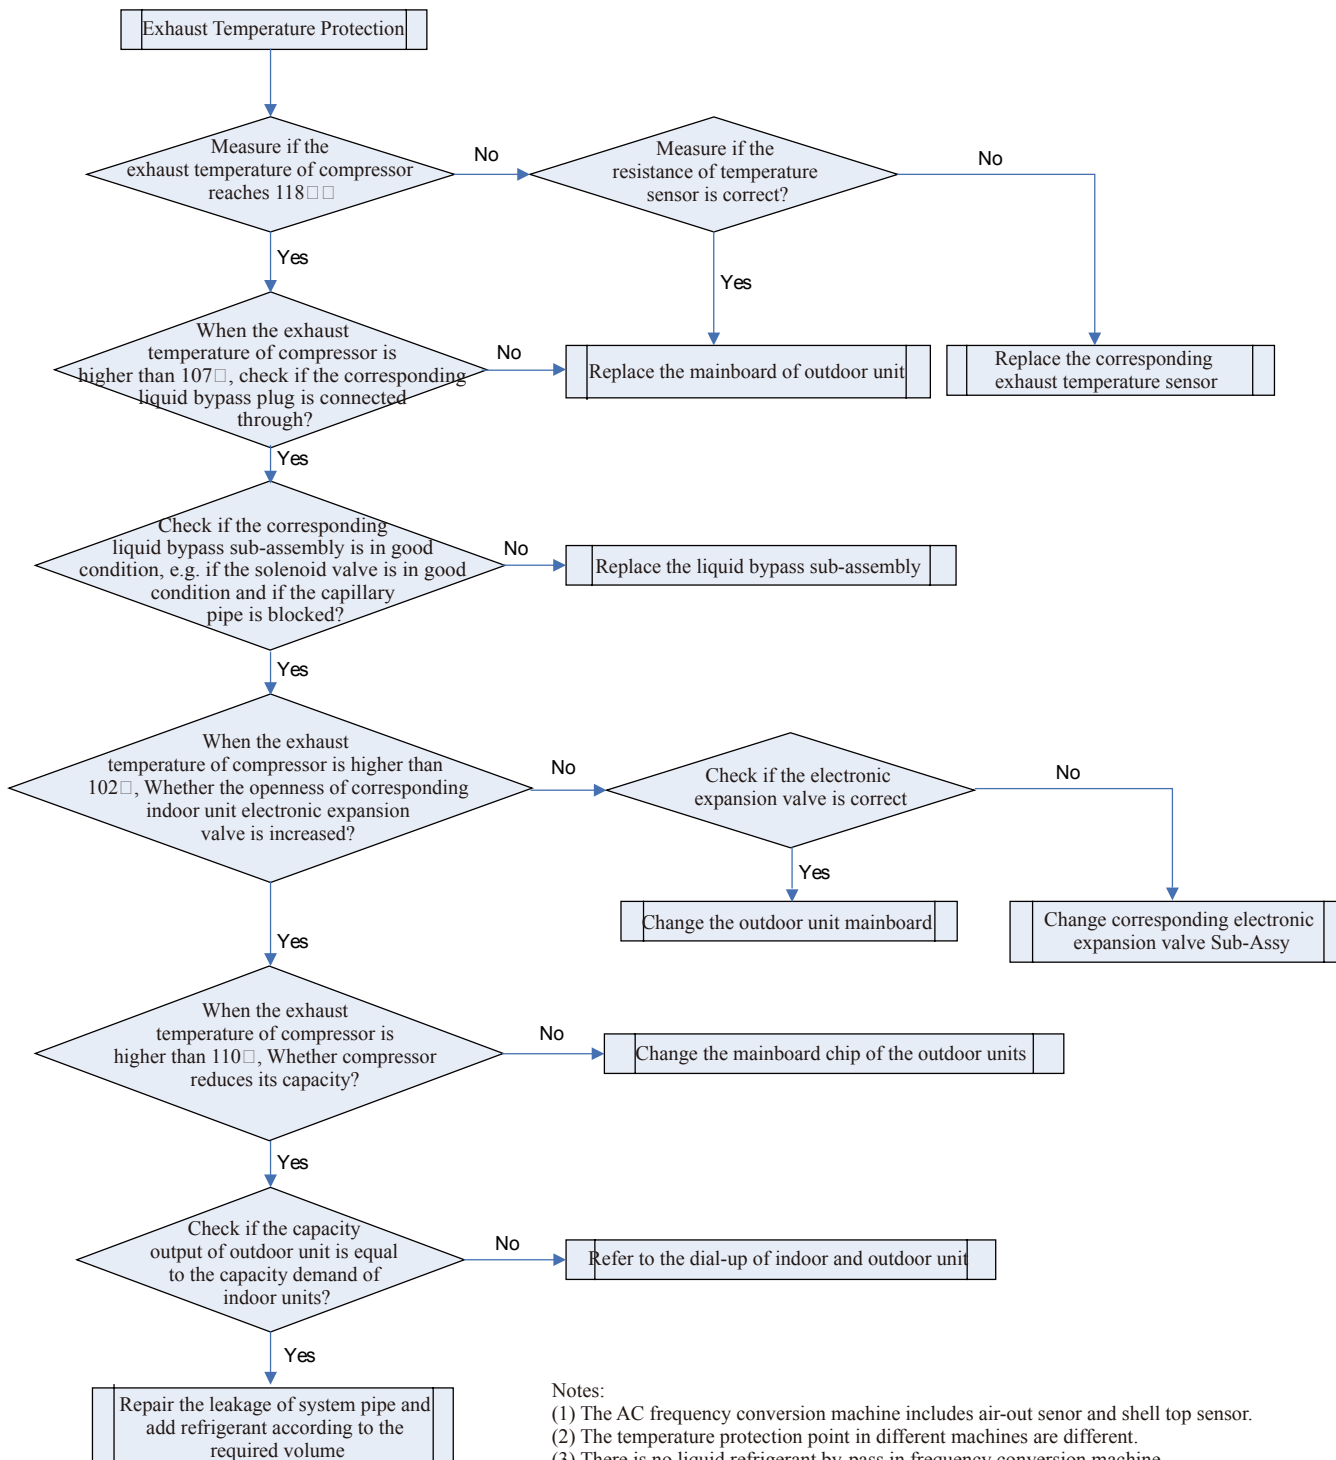 Exhaust Temperature Protection
Measure if the
exhaust temperature of compressor
reaches 118□□
No
Measure if the
resistance of temperature
sensor is correct?
No
Yes
Yes
When the exhaust
temperature of compressor is
higher than 107□, check if the corresponding
liquid bypass plug is connected
through?
No
Replace the mainboard of outdoor unit
Replace the corresponding
exhaust temperature sensor
Yes
Check if the corresponding
liquid bypass sub-assembly is in good
condition, e.g. if the solenoid valve is in good
condition and if the capillary
pipe is blocked?
No
Replace the liquid bypass sub-assembly
Yes
When the exhaust
temperature of compressor is higher than
102□, Whether the openness of corresponding
indoor unit electronic expansion
valve is increased?
No
Check if the electronic
expansion valve is correct
No
Yes
Change the outdoor unit mainboard
Change corresponding electronic
expansion valve Sub-Assy
Yes
When the exhaust
temperature of compressor is
higher than 110□, Whether compressor
reduces its capacity?
No
Change the mainboard chip of the outdoor units
Yes
Check if the capacity
output of outdoor unit is equal
to the capacity demand of
indoor units?
No
Refer to the dial-up of indoor and outdoor unit
Yes
Repair the leakage of system pipe and
add refrigerant according to the
required volume
Notes:
(1) The AC frequency conversion machine includes air-out senor and shell top sensor.
(2) The temperature protection point in different machines are different.
(3) There is no liquid refrigerant by-pass in frequency conversion machine